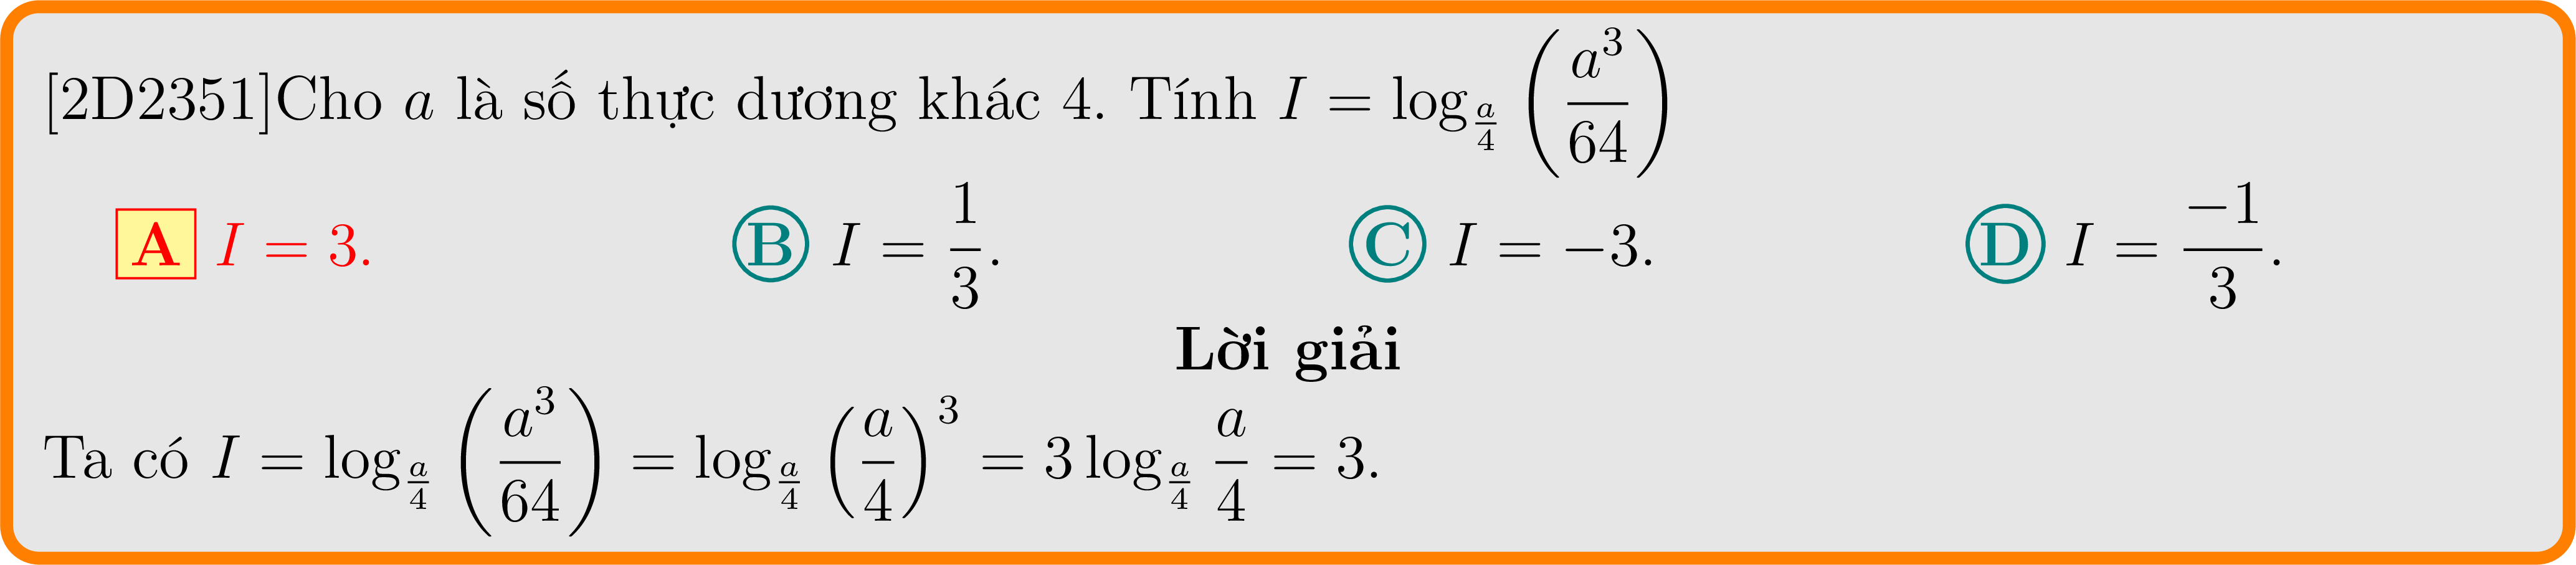 [2D2351]Cho $a$ là số thực dương khác 4. Tính $I = \log_{\frac{a}{4}} \left( \frac{a^3}{64} \right)$
A $I = 3$. B $I = \frac{1}{3}$. C $I = -3$. D $I = \frac{-1}{3}$.
Lời giải
Ta có $I = \log_{\frac{a}{4}} \left( \frac{a^3}{64} \right) = \log_{\frac{a}{4}} \left( \frac{a}{4} \right)^3 = 3 \log_{\frac{a}{4}} \frac{a}{4} = 3$.